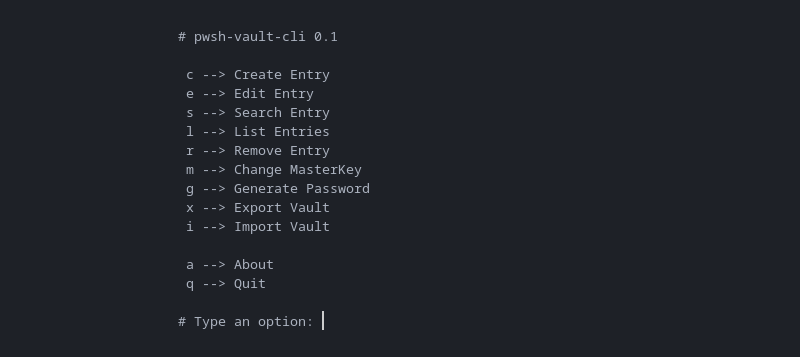 # pwsh-vault-cli 0.1
c --> Create Entry
e --> Edit Entry
s --> Search Entry
l --> List Entries
r --> Remove Entry
m --> Change MasterKey
g --> Generate Password
x --> Export Vault
i --> Import Vault
a --> About
q --> Quit
# Type an option: